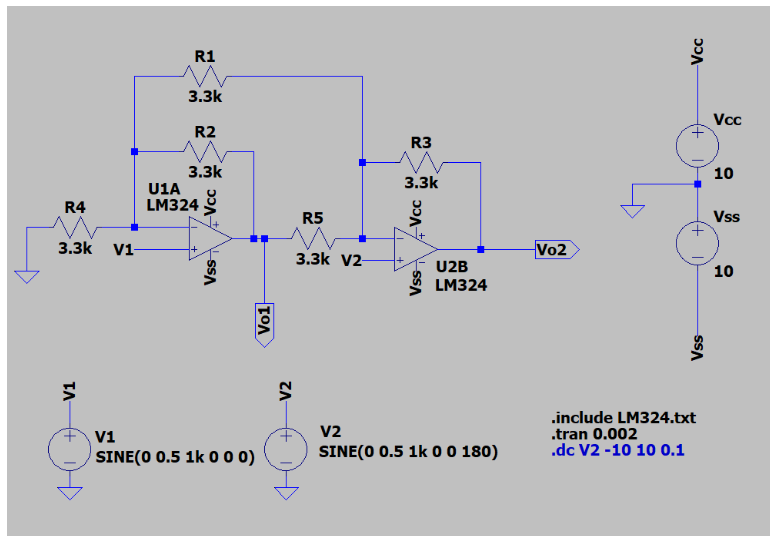 R1
3.3k
R2
3.3k
R3
3.3k
U1A
LM324
Vcc
R4
3.3k
V1
Vss
R5
3.3k
Vcc
V2
U2B
LM324
Vss
Vo2
Vo1
Vcc
Vcc
10
Vss
10
Vss
V1
V1
SINE(0 0.5 1k 0 0 0)
V2
V2
SINE(0 0.5 1k 0 0 180)
.include LM324.txt
.tran 0.002
.dc V2 -10 10 0.1